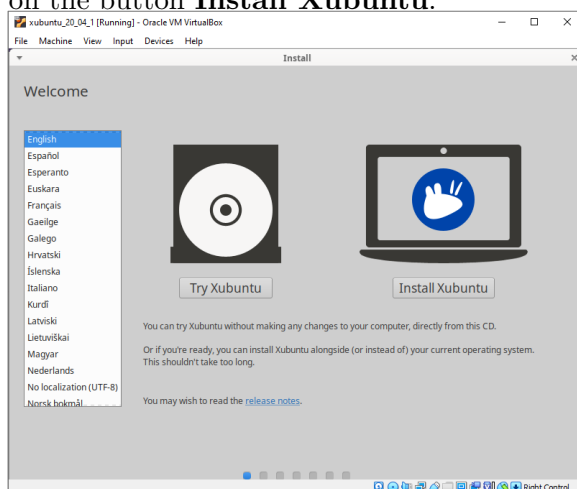 on the button Install Xubuntu.
xubuntu_20_04_1 [Running] - Oracle VM VirtualBox
File Machine View Input Devices Help
Install
Welcome
English
Español
Esperanto
Euskara
Français
Gaeilge
Galego
Hrvatski
Íslenska
Italiano
Kurdî
Latviski
Lietuviškai
Magyar
Nederlands
No localization (UTF-8)
Norsk bokmål
Try Xubuntu
Install Xubuntu
You can try Xubuntu without making any changes to your computer, directly from this CD.
Or if you're ready, you can install Xubuntu alongside (or instead of) your current operating system.
This shouldn't take too long.
You may wish to read the release notes.
Right Control